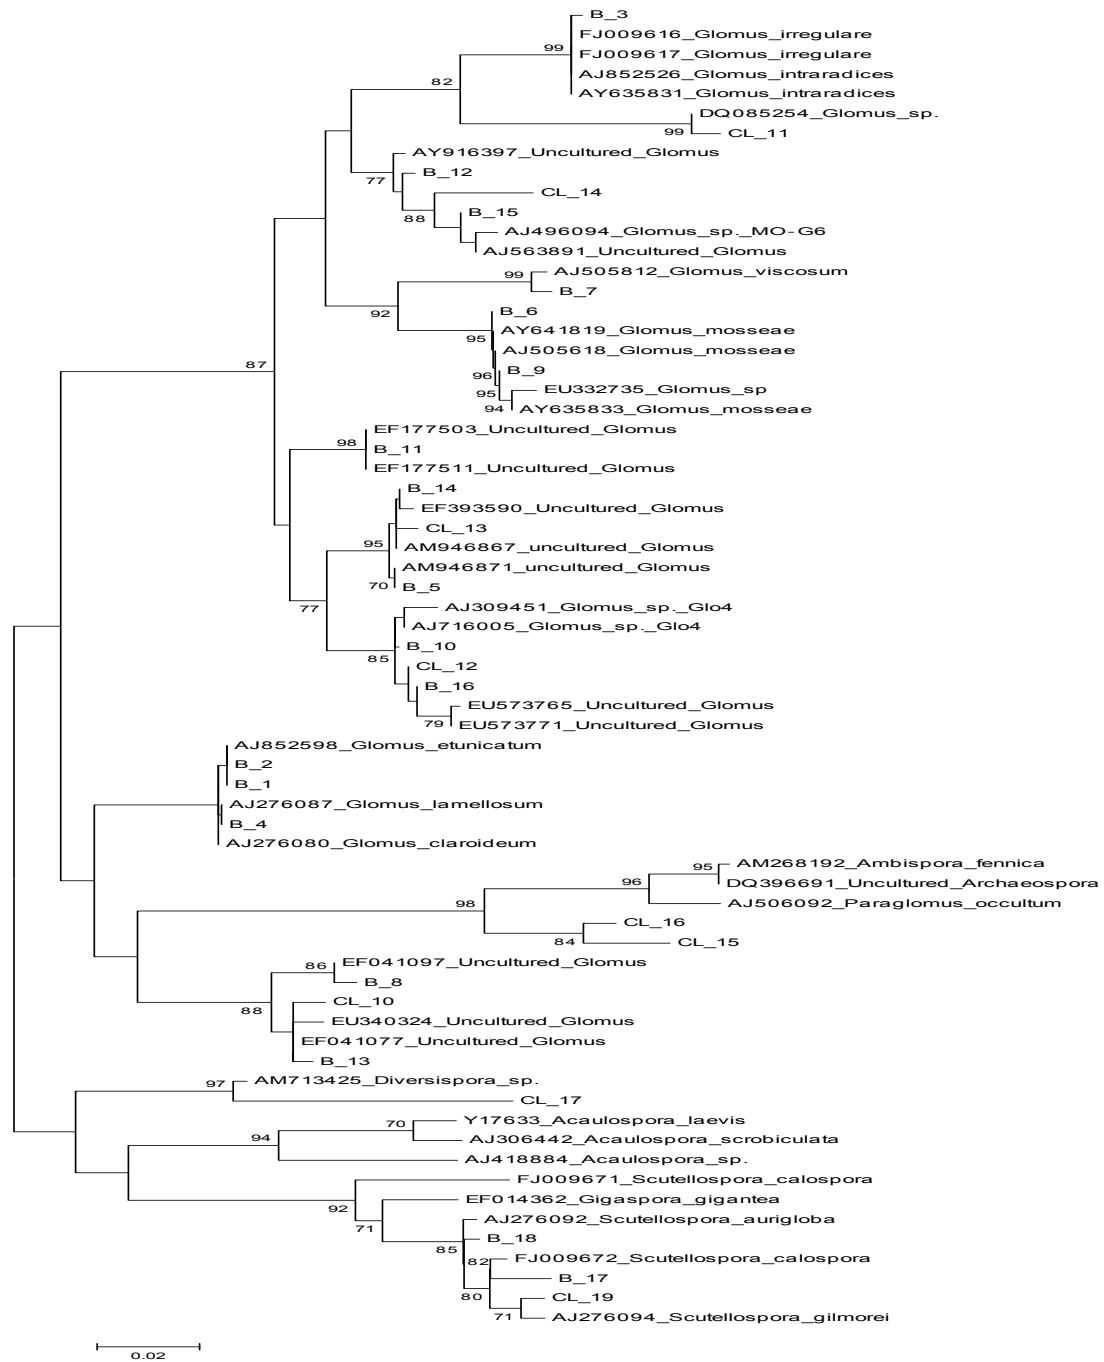 B_3
FJ009616_Glomus_irregulare
99
FJ009617_Glomus_irregulare
AJ852526_Glomus_intraradices
82
AY635831_Glomus_intraradices
DQ085254_Glomus_sp.
99
CL_11
AY916397_Uncultured_Glomus
B_12
77
CL_14
B_15
88
AJ496094_Glomus_sp._MO-G6
AJ563891_Uncultured_Glomus
AJ505812_Glomus_viscosum
99
B_7
B_6
92
AY641819_Glomus_mosseae
95
AJ505618_Glomus_mosseae
87
B_9
96
EU332735_Glomus_sp
95
AY635833_Glomus_mosseae
94
EF177503_Uncultured_Glomus
98
B_11
EF177511_Uncultured_Glomus
B_14
EF393590_Uncultured_Glomus
CL_13
95
AM946867_uncultured_Glomus
AM946871_uncultured_Glomus
70
B_5
77
AJ309451_Glomus_sp._Glo4
AJ716005_Glomus_sp._Glo4
B_10
85
CL_12
B_16
EU573765_Uncultured_Glomus
79
EU573771_Uncultured_Glomus
AJ852598_Glomus_etunicatum
B_2
B_1
AJ276087_Glomus_lamellosum
B_4
AJ276080_Glomus_claroideum
95
AM268192_Ambispora_fennica
96
DQ396691_Uncultured_Archaeospora
98
AJ506092_Paraglomus_occultum
CL_16
84
CL_15
86
EF041097_Uncultured_Glomus
B_8
88
CL_10
EU340324_Uncultured_Glomus
EF041077_Uncultured_Glomus
B_13
97
AM713425_Diversispora_sp.
CL_17
70
Y17633_Acaulospora_laevis
94
AJ306442_Acaulospora_scrobiculata
AJ418884_Acaulospora_sp.
FJ009671_Scutellospora_calospora
92
EF014362_Gigaspora_gigantea
71
AJ276092_Scutellospora_aurigloba
B_18
85
82
FJ009672_Scutellospora_calospora
B_17
80
CL_19
71
AJ276094_Scutellospora_gilmorei
0.02